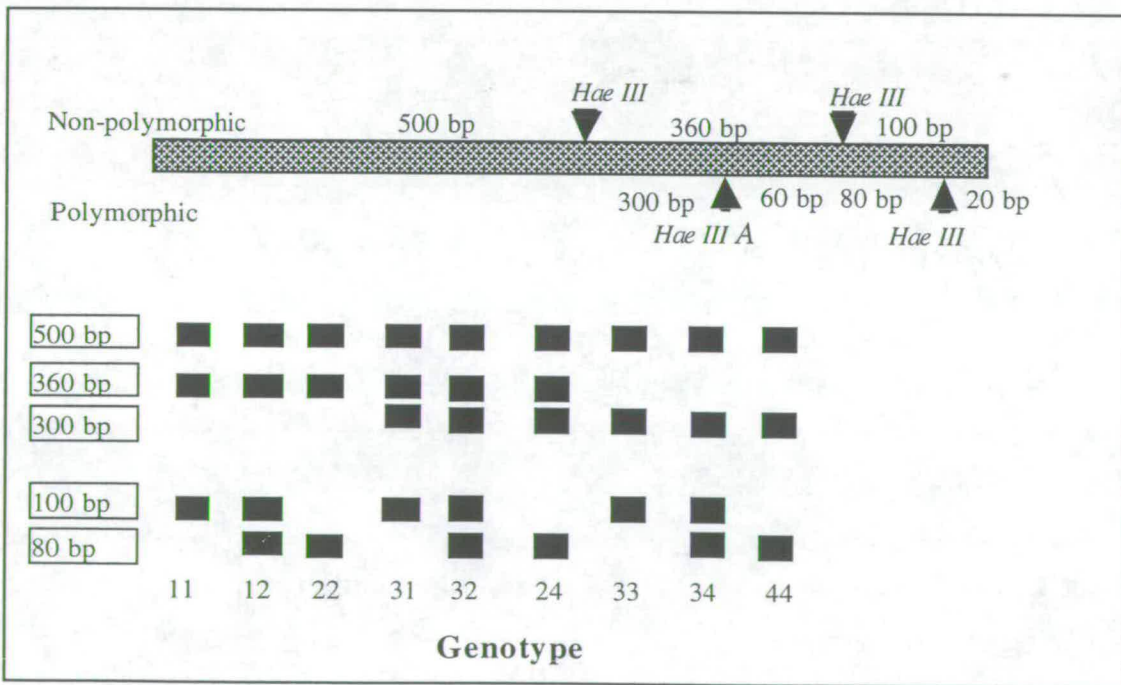 Hae III Hae III
Non-polymorphic 500 bp 360 bp 100 bp
Polymorphic 300 bp 60 bp 80 bp 20 bp
Hae III A Hae III
500 bp
360 bp
300 bp
100 bp
80 bp
11 12 22 31 32 24 33 34 44
Genotype